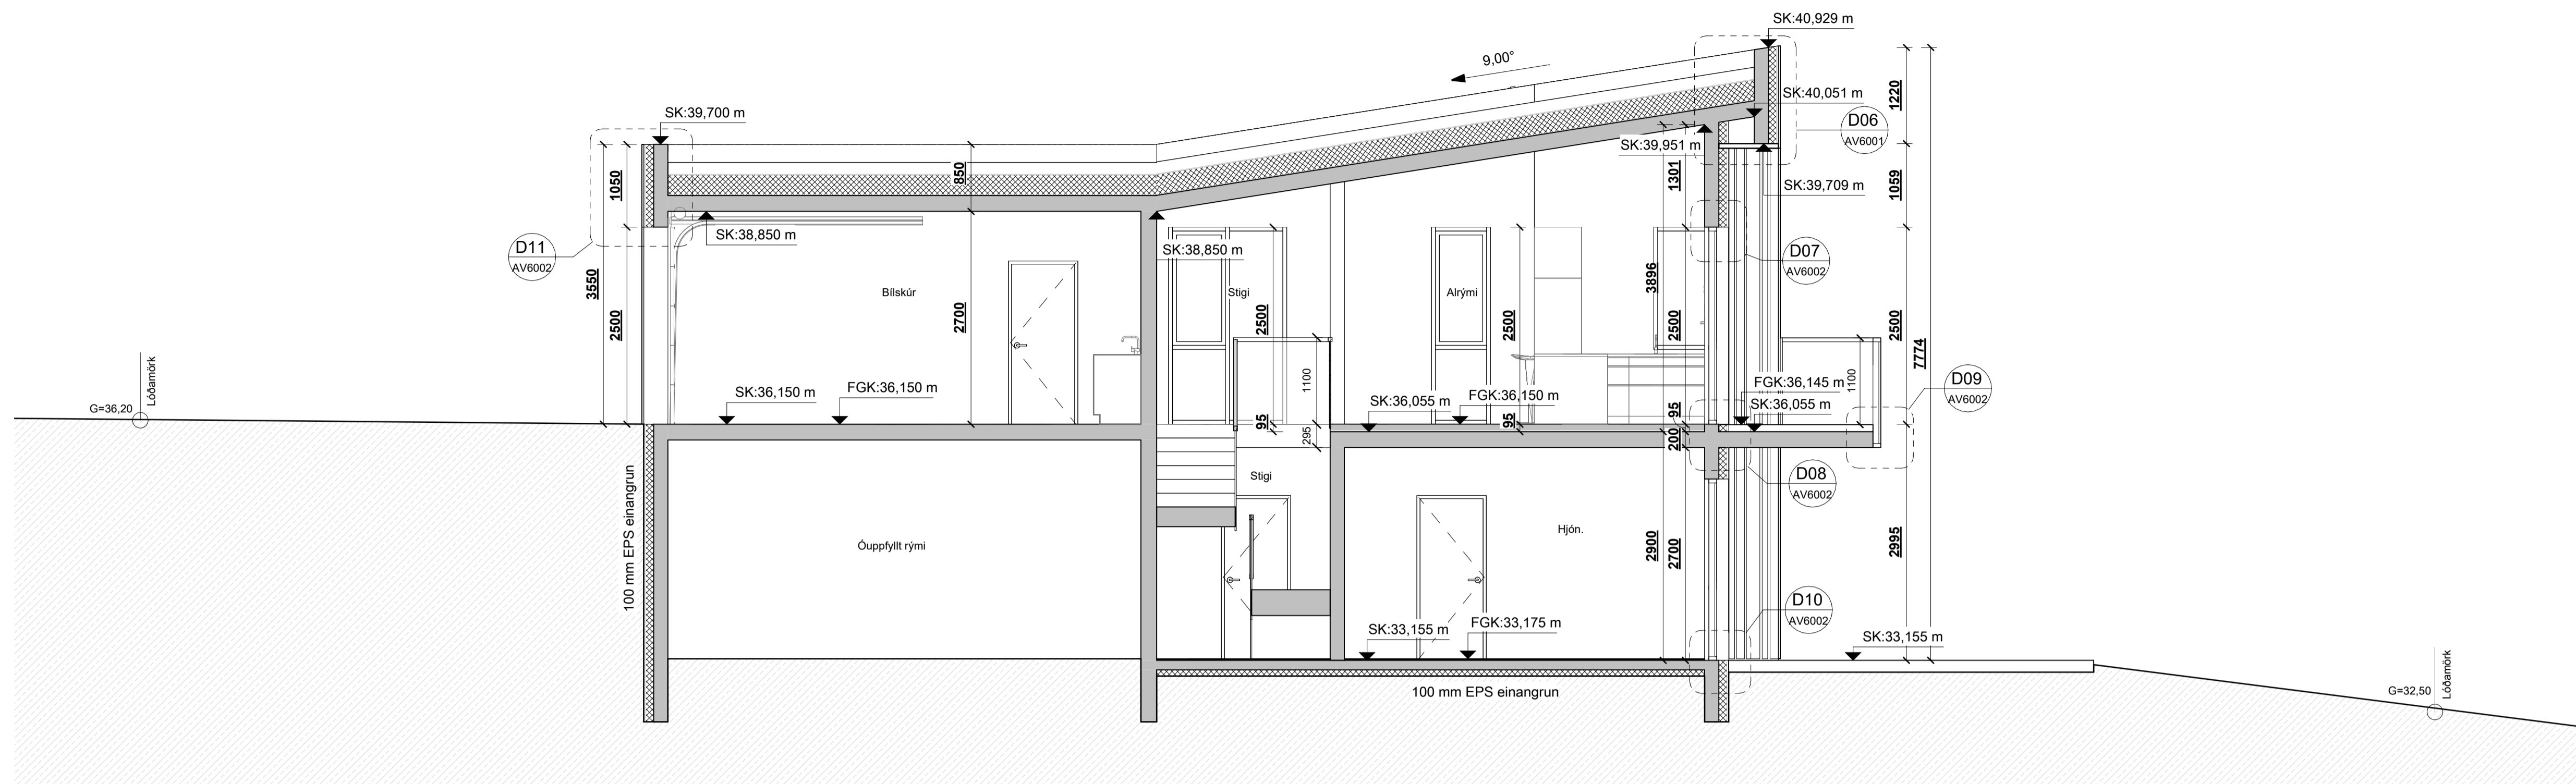 SK:40,929 m
9,00°
SK:40,051 m
1220
SK:39,700 m
D06
AV6001
SK:39,951 m
850
1050
1301
SK:39,709 m
1059
D11
AV6002
SK:38,850 m
SK:38,850 m
D07
AV6002
3550
Bílskúr
Stigi
Alrými
3896
2500
2700
2500
2500
2500
2500
7774
1100
1100
D09
AV6002
Lóðamörk
G=36,20
SK:36,150 m
FGK:36,150 m
SK:36,055 m
FGK:36,150 m
FGK:36,145 m
SK:36,055 m
95
95
95
295
200
Stigi
D08
AV6002
100 mm EPS einangrun
Óuppfyllt rými
Hjón.
2900
2700
2995
D10
AV6002
SK:33,155 m
FGK:33,175 m
SK:33,155 m
100 mm EPS einangrun
G=32,50
Lóðamörk